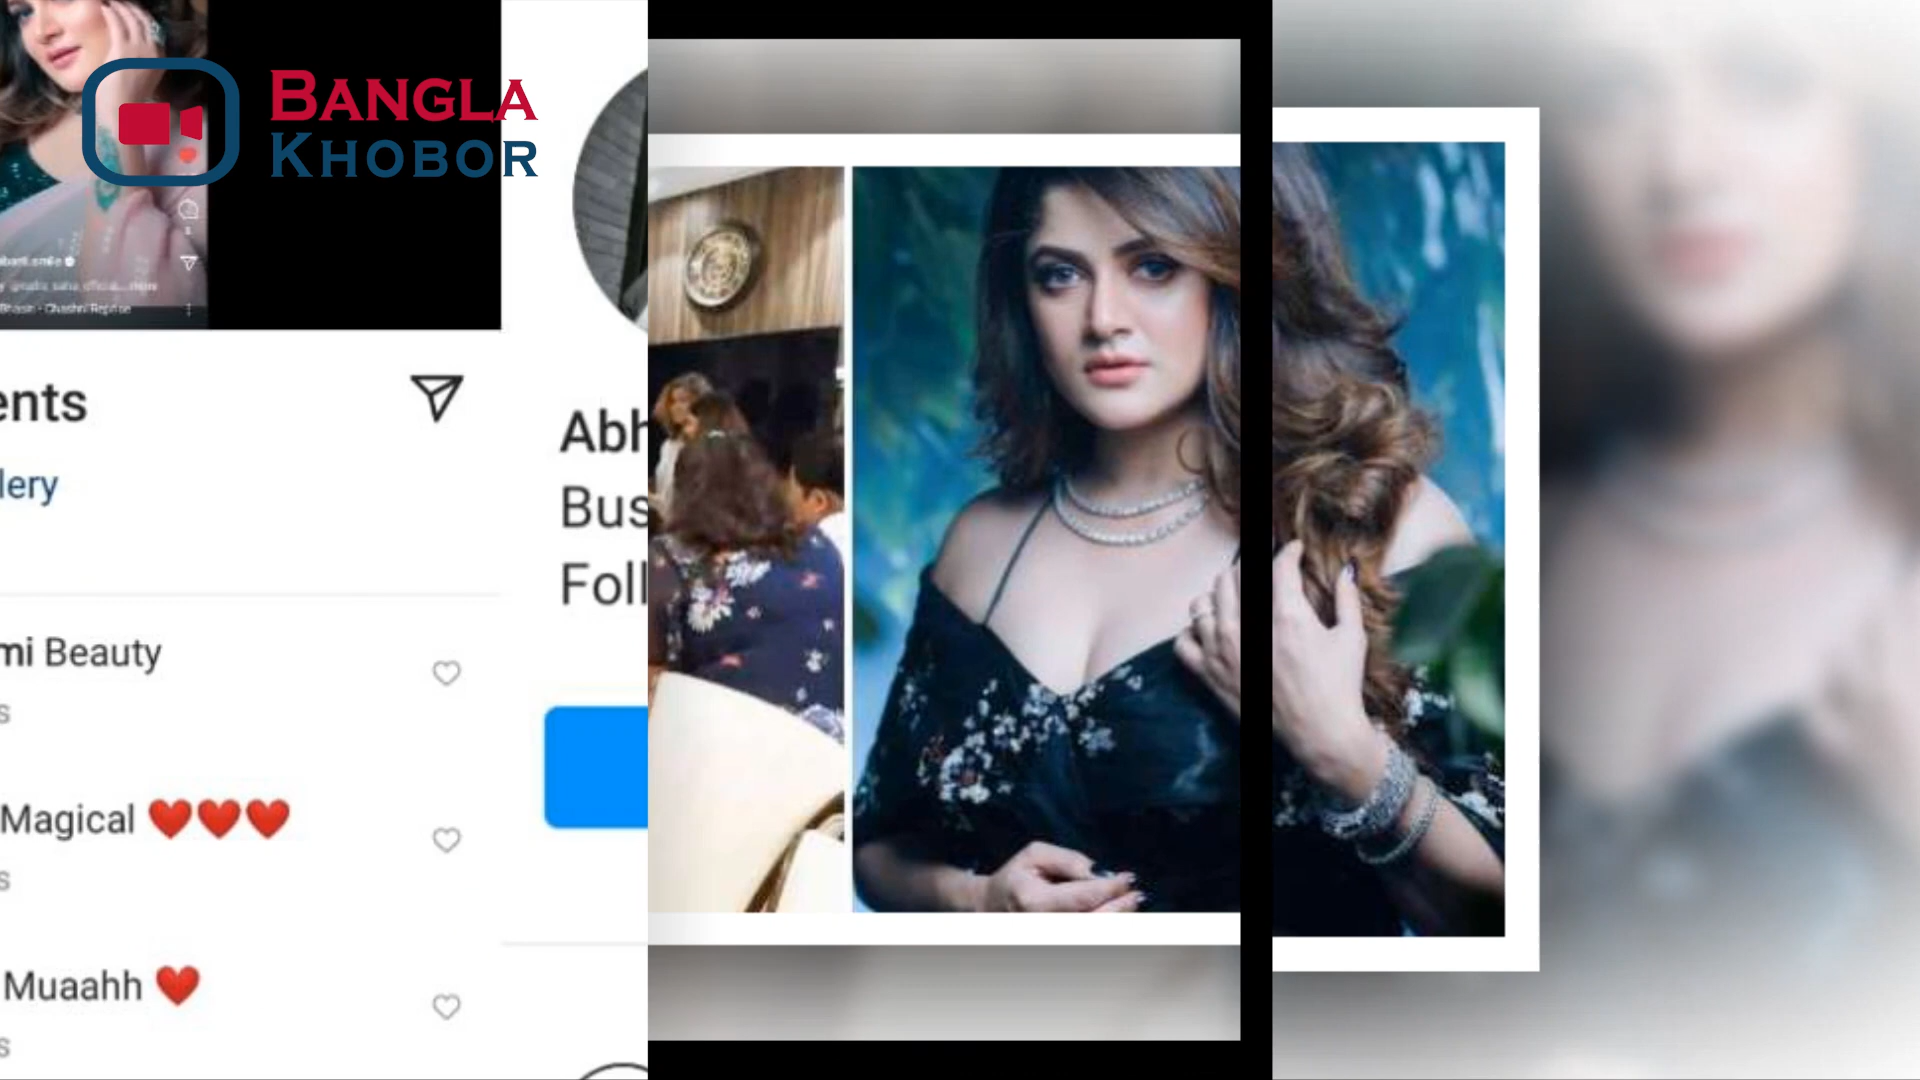 BANGLA
KHOBOR
ents
lery
mi Beauty
s
Magical ❤️❤️❤️
s
Muaahh ❤️
s
Abh
Bus
Foll